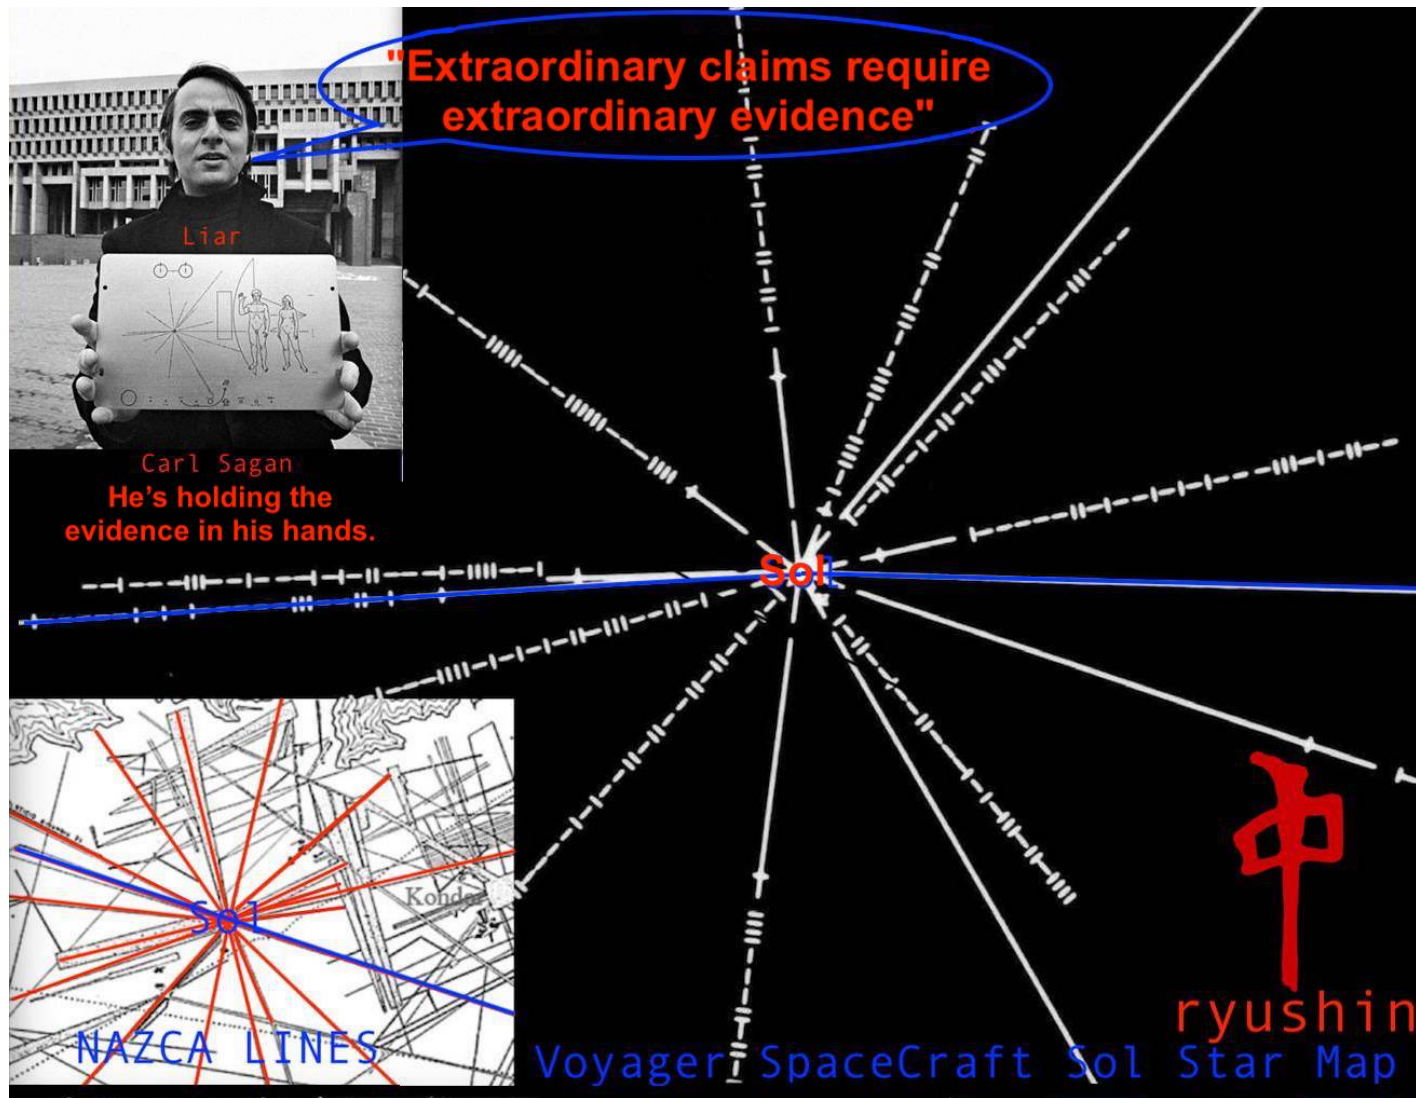 "Extraordinary claims require
extraordinary evidence"
Liar
Carl Sagan
He's holding the
evidence in his hands.
Sol
Sol
Kondor
NAZCA LINES
中
ryushin
Voyager SpaceCraft Sol Star Map